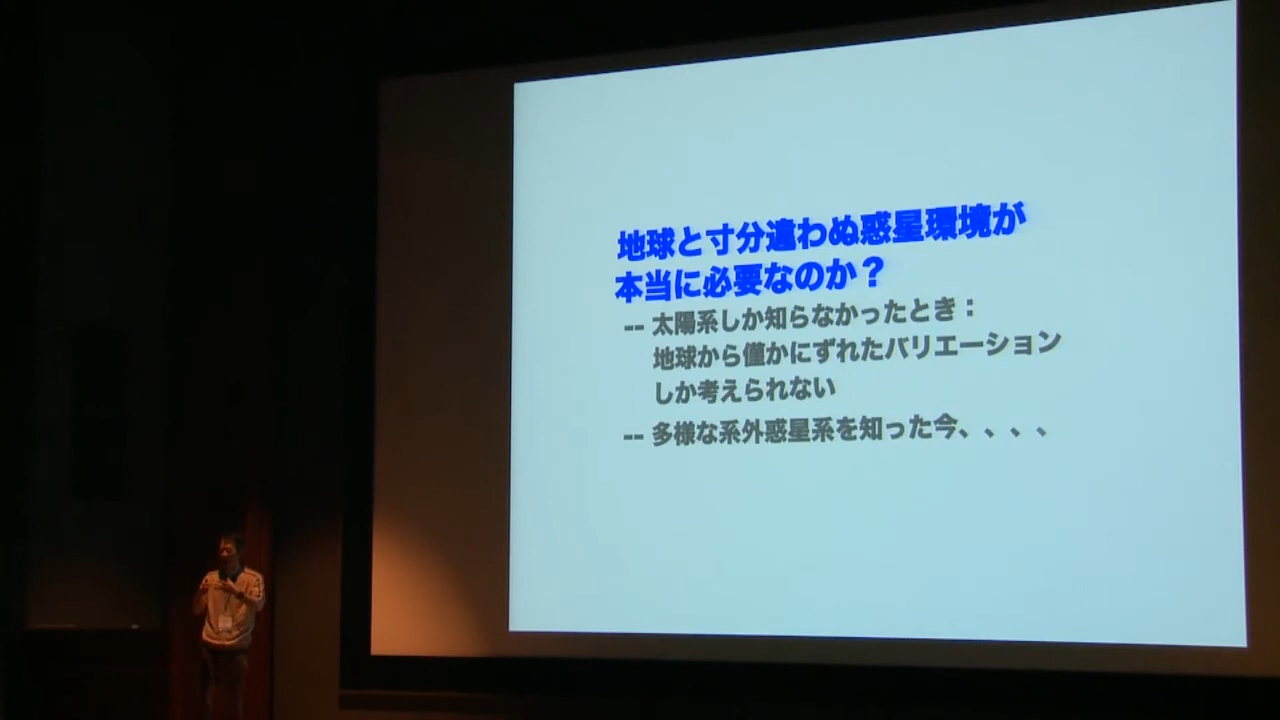 地球と寸分違わぬ惑星環境が
本当に必要なのか？
-- 太陽系しか知らなかったとき：
地球から僅かにずれたバリエーション
しか考えられない
-- 多様な系外惑星系を知った今、、、、